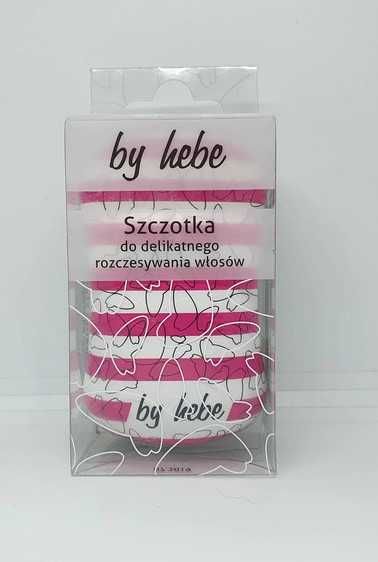 by hebe
Szczotka
do delikatnego
rozczesywania włosów
by hebe